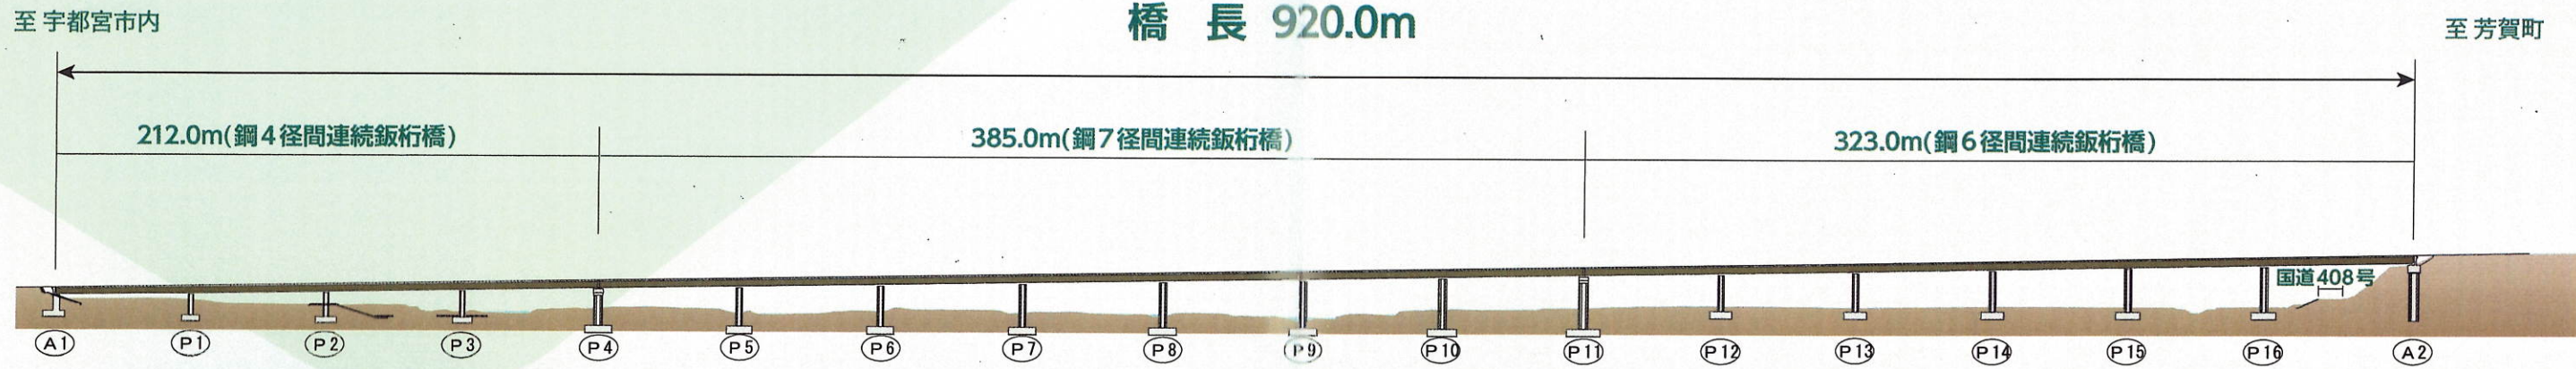 至 宇都宮市内
橋 長 920.0m
至 芳賀町
212.0m(鋼4径間連続鈑桁橋)
385.0m(鋼7径間連続鈑桁橋)
323.0m(鋼6径間連続鈑桁橋)
国道408号
A1
P1
P2
P3
P4
P5
P6
P7
P8
P9
P10
P11
P12
P13
P14
P15
P16
A2